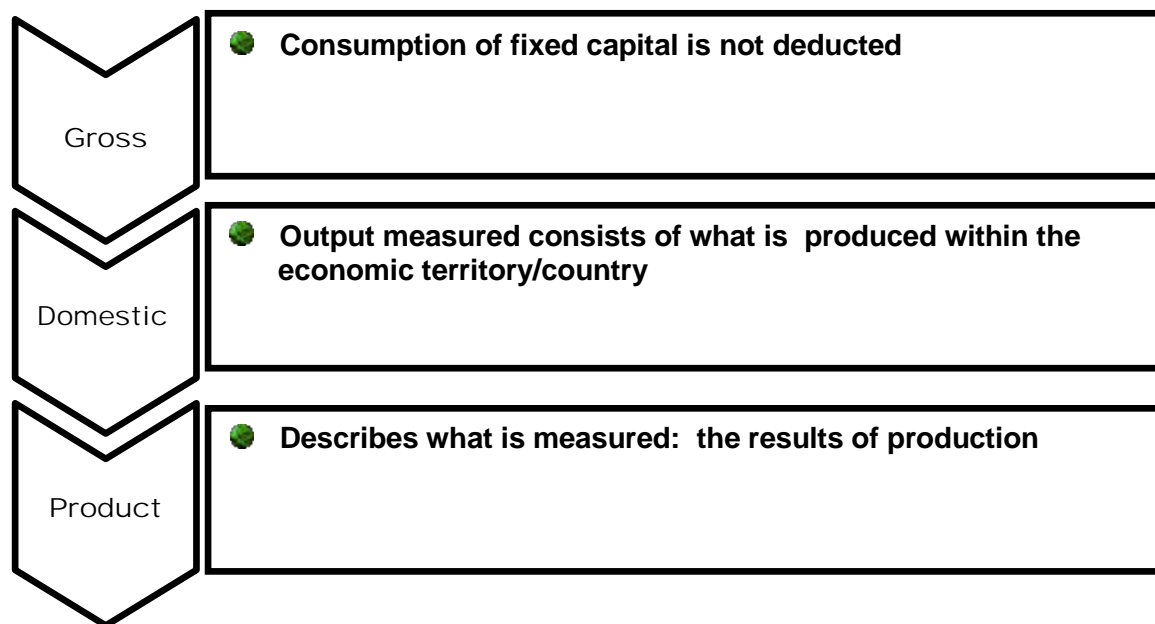 Gross
Consumption of fixed capital is not deducted
Domestic
Output measured consists of what is  produced within the
economic territory/country
Product
Describes what is measured:  the results of production